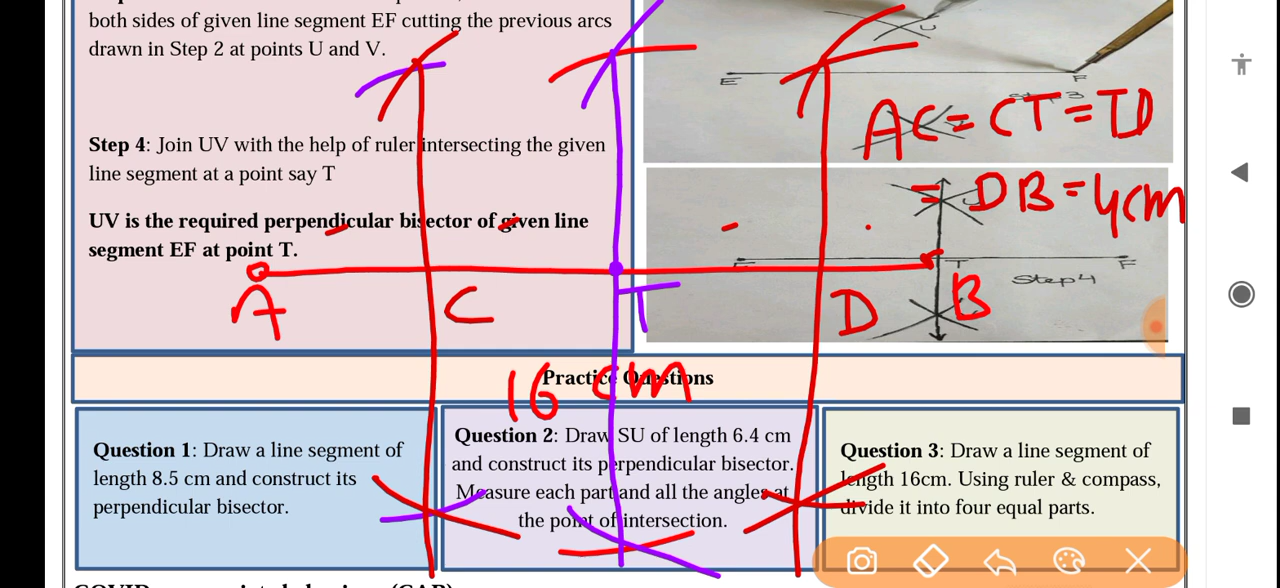 both sides of given line segment EF cutting the previous arcs
drawn in Step 2 at points U and V.
Step 4: Join UV with the help of ruler intersecting the given
line segment at a point say T
UV is the required perpendicular bisector of given line
segment EF at point T.
A
C
T
D
B
16 cm
U
E
F
AC = CT = TD
= DB = 4cm
U
T
F
Step 4
Practice Questions
Question 1: Draw a line segment of
length 8.5 cm and construct its
perpendicular bisector.
Question 2: Draw SU of length 6.4 cm
and construct its perpendicular bisector.
Measure each part and all the angles at
the point of intersection.
Question 3: Draw a line segment of
length 16cm. Using ruler & compass,
divide it into four equal parts.